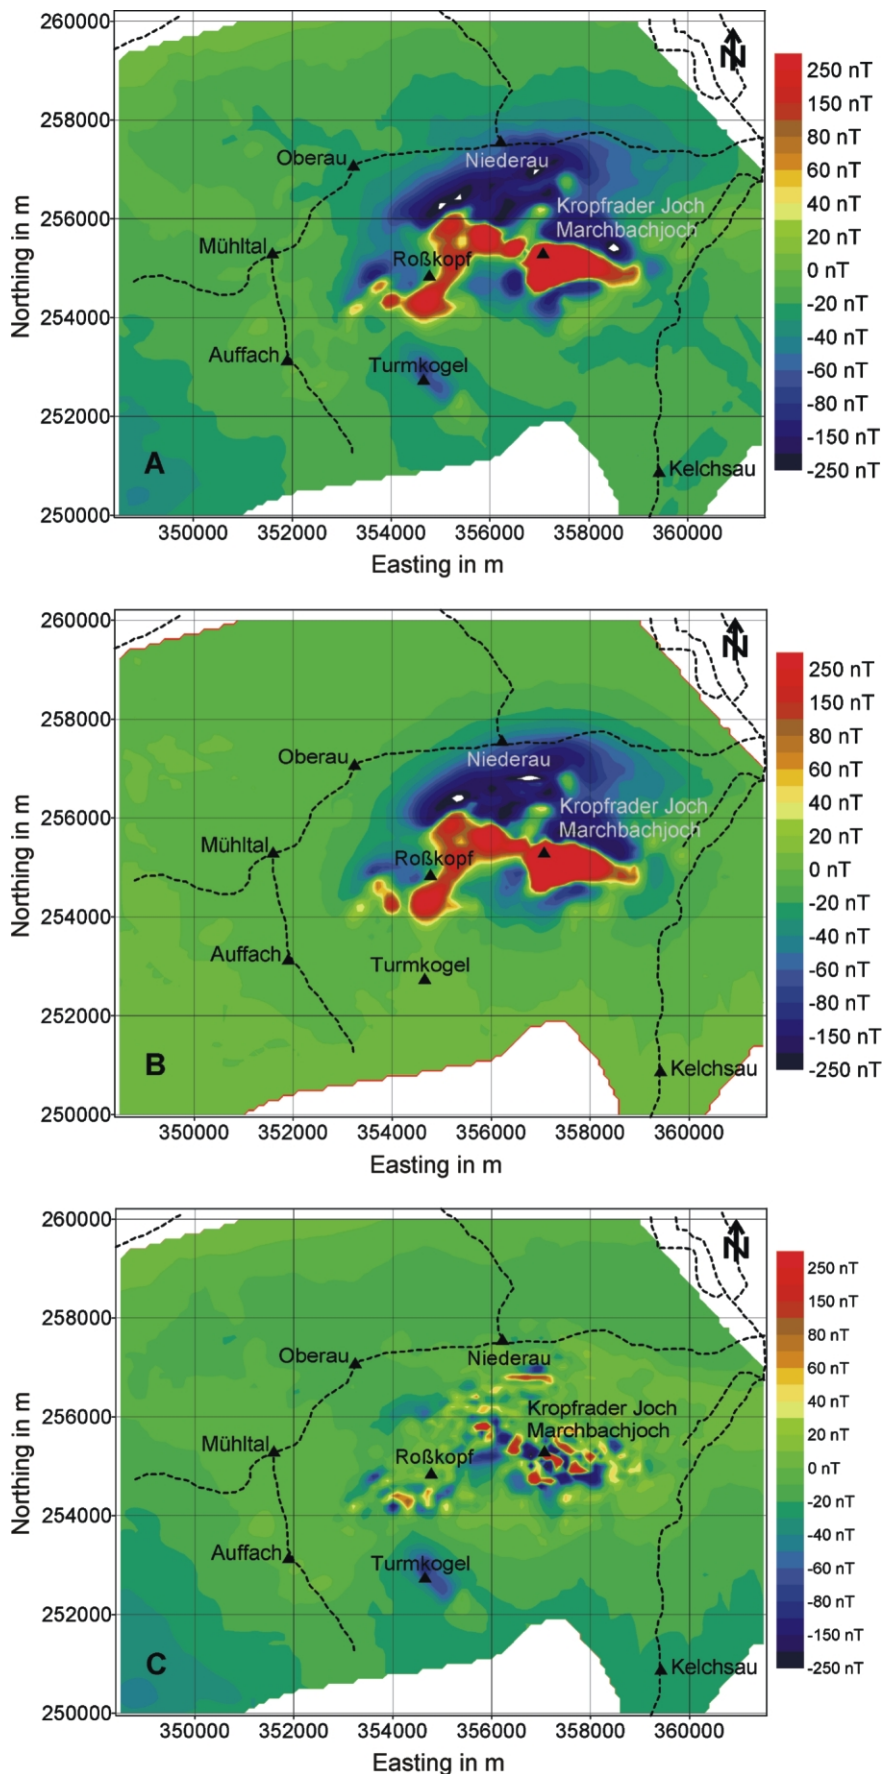 260000
258000
256000
254000
252000
250000
Northing in m
350000 352000 354000 356000 358000 360000
Easting in m
N
Oberau
Niederau
Kropfrader Joch
Marchbachjoch
Mühltal
Roßkopf
Auffach
Turmkogel
Kelchsau
A
250 nT
150 nT
80 nT
60 nT
40 nT
20 nT
0 nT
-20 nT
-40 nT
-60 nT
-80 nT
-150 nT
-250 nT
260000
258000
256000
254000
252000
250000
Northing in m
350000 352000 354000 356000 358000 360000
Easting in m
N
Oberau
Niederau
Kropfrader Joch
Marchbachjoch
Mühltal
Roßkopf
Auffach
Turmkogel
Kelchsau
B
250 nT
150 nT
80 nT
60 nT
40 nT
20 nT
0 nT
-20 nT
-40 nT
-60 nT
-80 nT
-150 nT
-250 nT
260000
258000
256000
254000
252000
250000
Northing in m
350000 352000 354000 356000 358000 360000
Easting in m
N
Oberau
Niederau
Kropfrader Joch
Marchbachjoch
Mühltal
Roßkopf
Auffach
Turmkogel
Kelchsau
C
250 nT
150 nT
80 nT
60 nT
40 nT
20 nT
0 nT
-20 nT
-40 nT
-60 nT
-80 nT
-150 nT
-250 nT